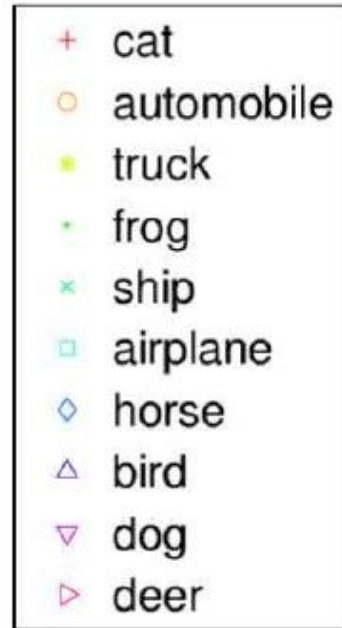 cat
automobile
truck
frog
ship
airplane
horse
bird
dog
deer